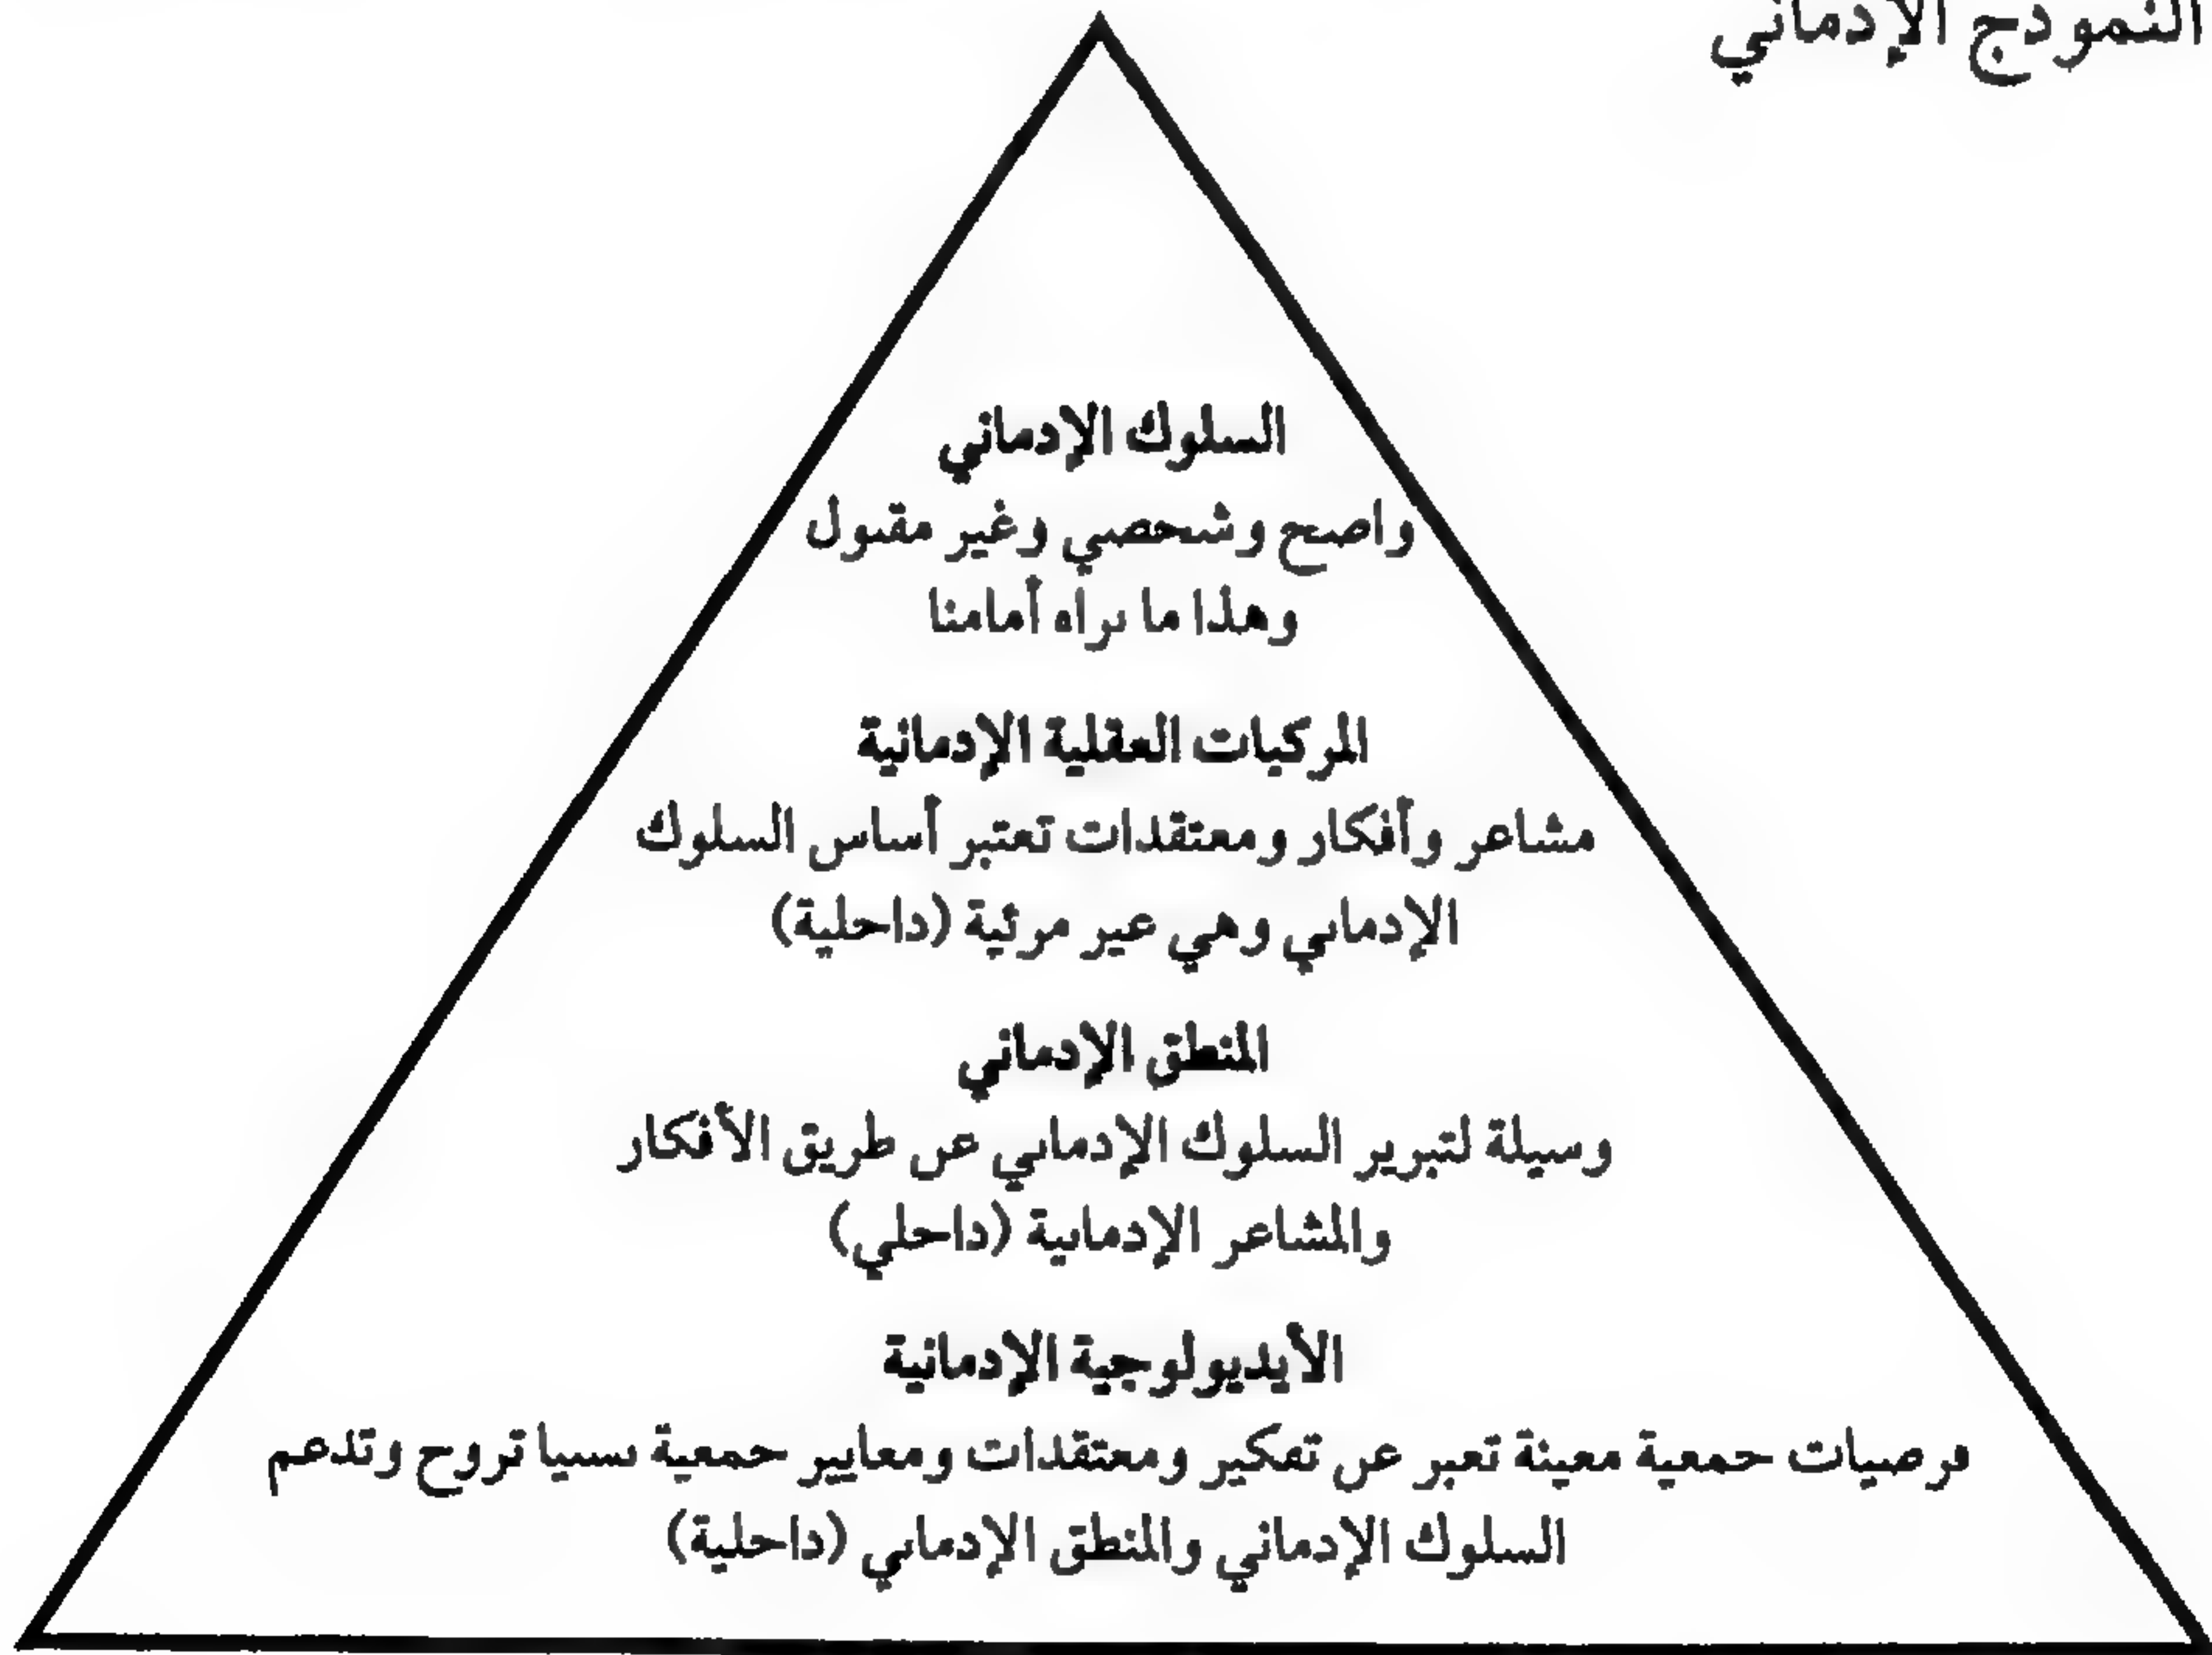 النموذج الإدماني
السلوك الإدماني
واضح وشخصي وغير مقبول
وهذا ما نراه أمامنا
المركبات العقلية الإدمانية
مشاعر وأفكار ومعتقدات تعتبر أساس السلوك
الإدماني وهي غير مرئية (داخلية)
المنطق الإدماني
وسيلة لتبرير السلوك الإدماني عن طريق الأفكار
والمشاعر الإدمانية (داخلي)
الأيديولوجية الإدمانية
فرضيات جمعية معينة تعبر عن تفكير ومعتقدات ومعايير جمعية نسبيا تروج وتدعم
السلوك الإدماني والمنطق الإدماني (داخلية)